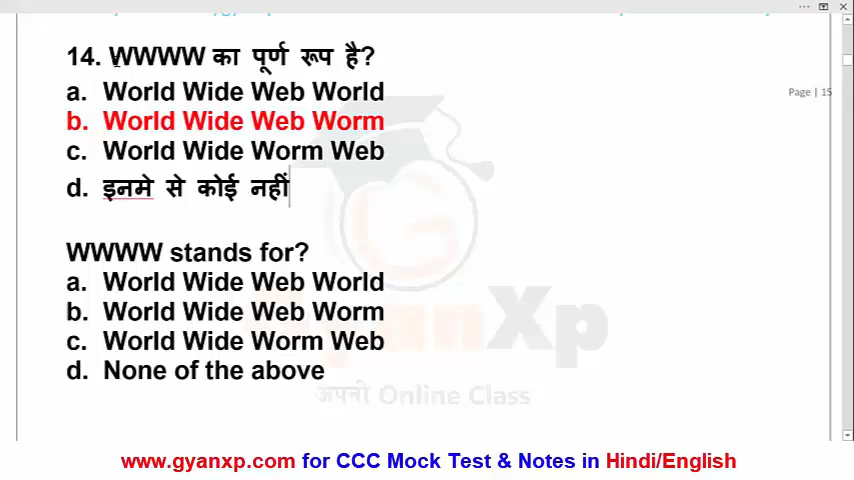 14. WWWW का पूर्ण रूप है?
a. World Wide Web World
Page | 15
b. World Wide Web Worm
c. World Wide Worm Web
d. इनमे से कोई नहीं
WWWW stands for?
a. World Wide Web World
b. World Wide Web Worm
c. World Wide Worm Web
d. None of the above
GyanXp
अपनी Online Class
www.gyanxp.com for CCC Mock Test & Notes in Hindi/English